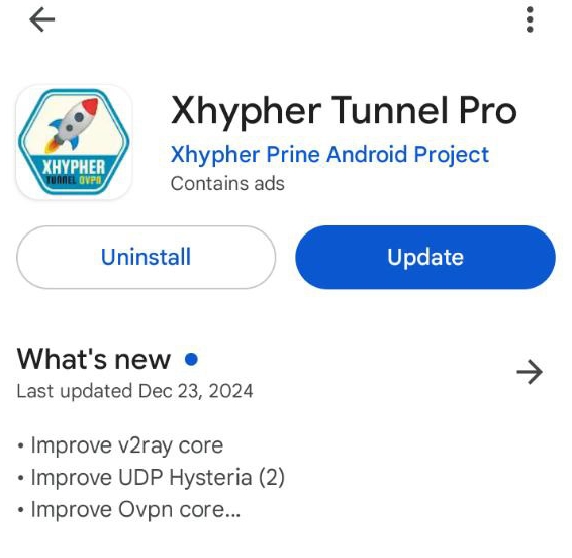 XHYPHER
TUNNEL OVPN
Xhypher Tunnel Pro
Xhypher Prine Android Project
Contains ads
Uninstall
Update
What's new
Last updated Dec 23, 2024
• Improve v2ray core
• Improve UDP Hysteria (2)
• Improve Ovpn core...